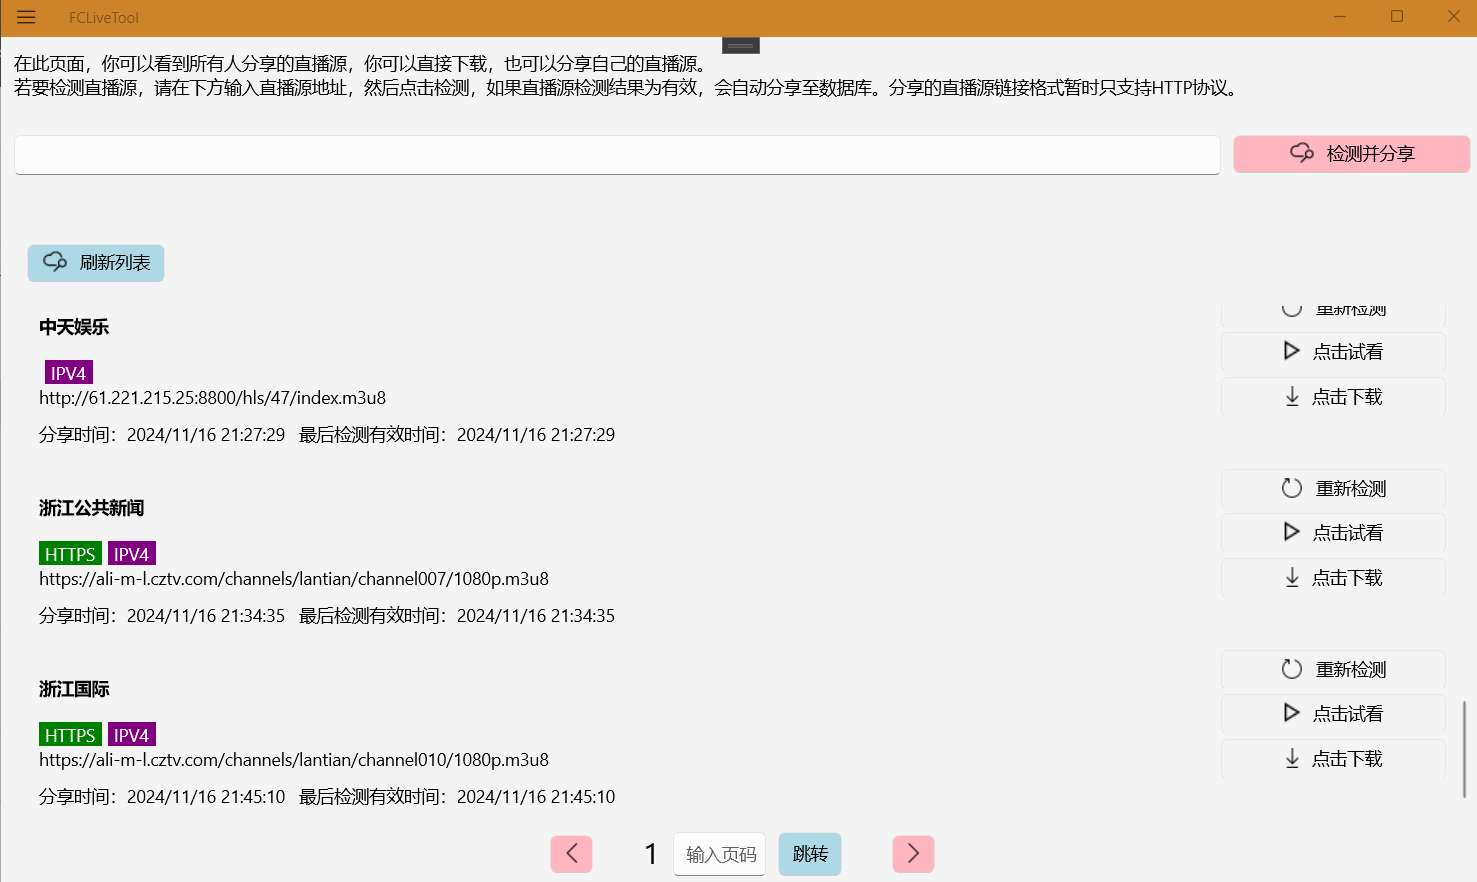 FCLiveTool
在此页面，你可以看到所有人分享的直播源，你可以直接下载，也可以分享自己的直播源。
若要检测直播源，请在下方输入直播源地址，然后点击检测，如果直播源检测结果为有效，会自动分享至数据库。分享的直播源链接格式暂时只支持HTTP协议。
检测并分享
刷新列表
重新检测
中天娱乐
点击试看
IPV4
http://61.221.215.25:8800/hls/47/index.m3u8
点击下载
分享时间：2024/11/16 21:27:29 最后检测有效时间：2024/11/16 21:27:29
重新检测
浙江公共新闻
点击试看
HTTPS IPV4
https://ali-m-l.cztv.com/channels/lantian/channel007/1080p.m3u8
点击下载
分享时间：2024/11/16 21:34:35 最后检测有效时间：2024/11/16 21:34:35
重新检测
浙江国际
点击试看
HTTPS IPV4
https://ali-m-l.cztv.com/channels/lantian/channel010/1080p.m3u8
点击下载
分享时间：2024/11/16 21:45:10 最后检测有效时间：2024/11/16 21:45:10
1 输入页码 跳转